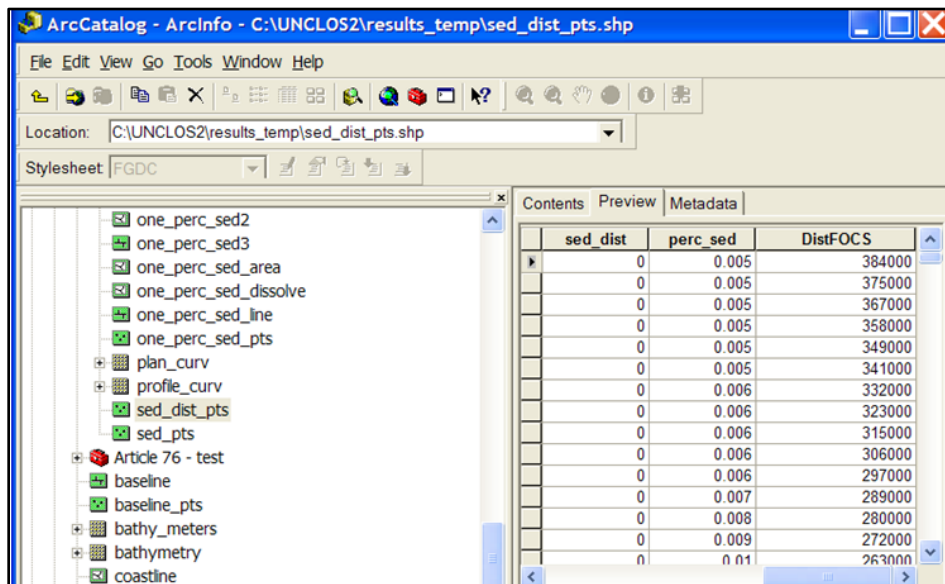 ArcCatalog - ArcInfo - C:\UNCLOS2\results_temp\sed_dist_pts.shp
File Edit View Go Tools Window Help
Location: C:\UNCLOS2\results_temp\sed_dist_pts.shp
Stylesheet: FGDC
one_perc_sed2
one_perc_sed3
one_perc_sed_area
one_perc_sed_dissolve
one_perc_sed_line
one_perc_sed_pts
plan_curv
profile_curv
sed_dist_pts
sed_pts
Article 76 - test
baseline
baseline_pts
bathy_meters
bathymetry
coastline
Contents Preview Metadata
sed_dist perc_sed DistFOCS
0 0.005 384000
0 0.005 375000
0 0.005 367000
0 0.005 358000
0 0.005 349000
0 0.005 341000
0 0.006 332000
0 0.006 323000
0 0.006 315000
0 0.006 306000
0 0.006 297000
0 0.007 289000
0 0.008 280000
0 0.009 272000
0 0.01 263000